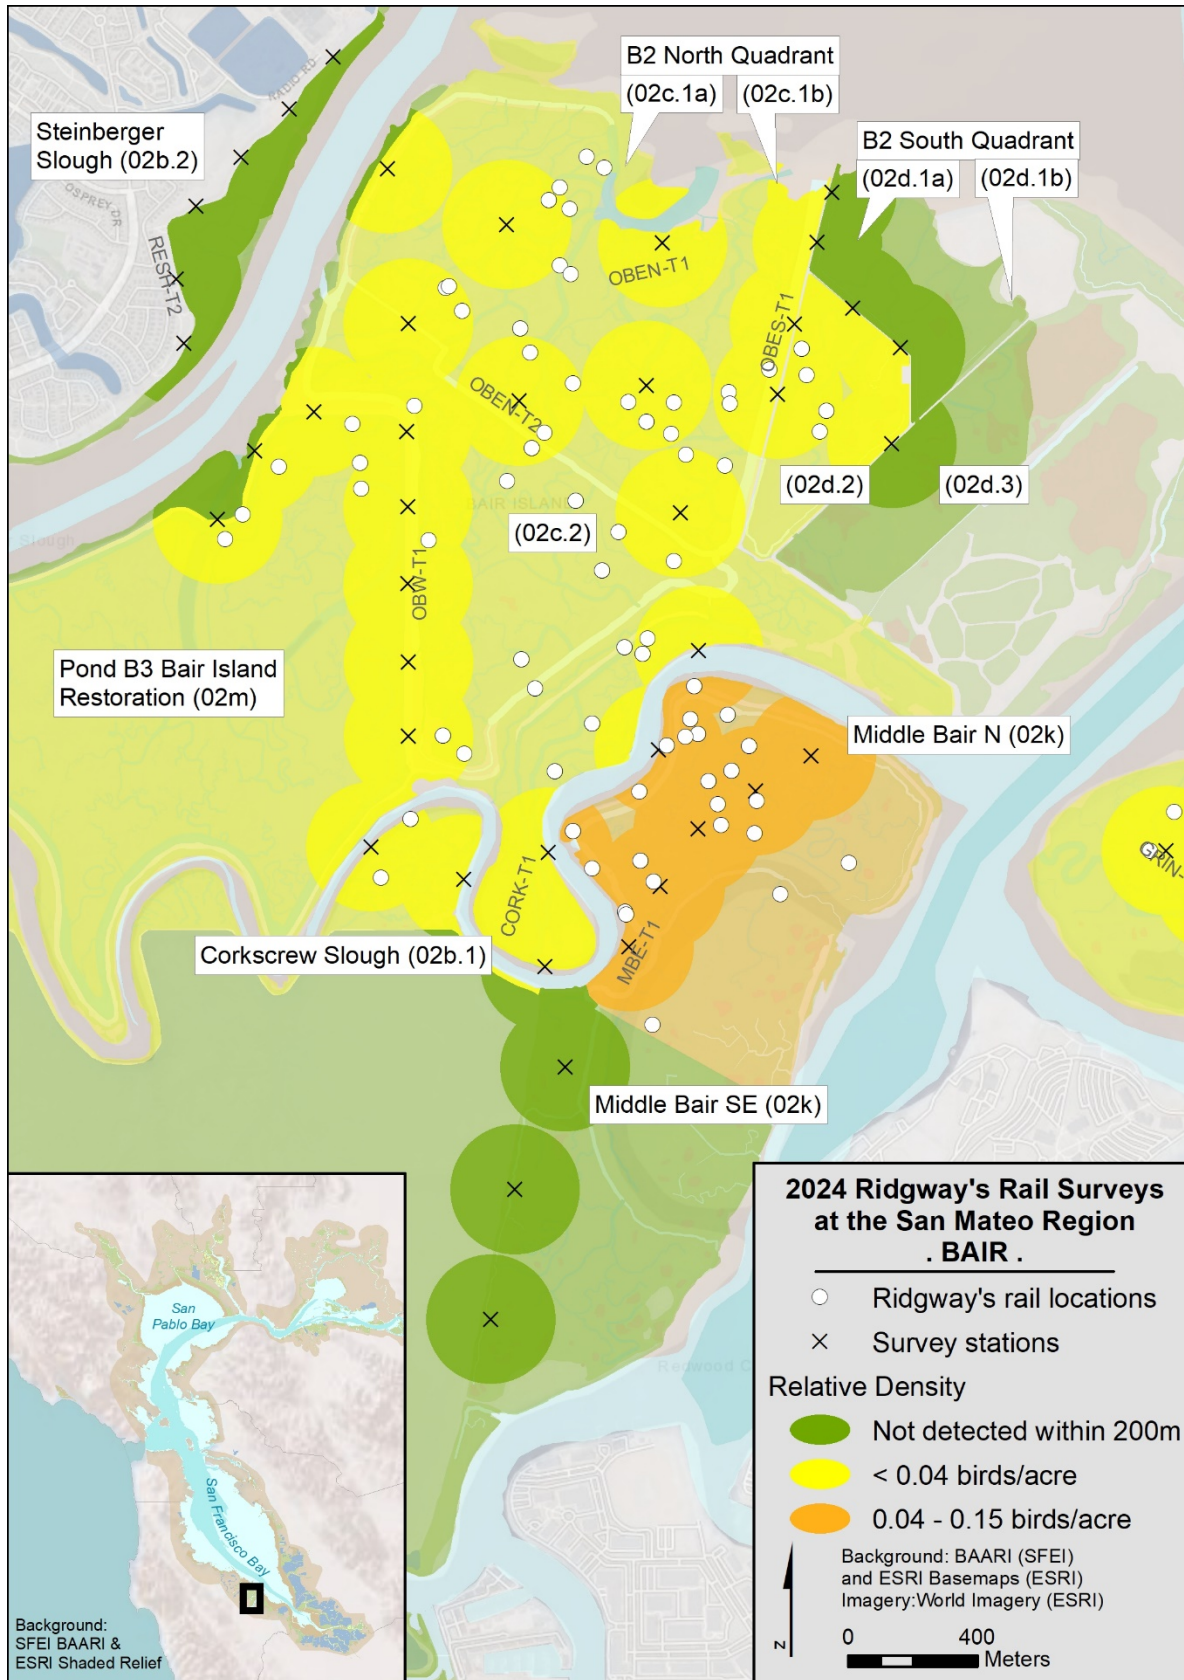 B2 North Quadrant
(02c.1a)
(02c.1b)
B2 South Quadrant
(02d.1a)
(02d.1b)
Steinberger
Slough (02b.2)
RADIO RD
OSPREY DR
RESH-T2
OBEN-T1
OBES-T1
OBEN-T2
(02d.2)
(02d.3)
BAIR ISLAND
(02c.2)
Slough
OBW-T1
Pond B3 Bair Island
Restoration (02m)
Middle Bair N (02k)
GRIN-
CORK-T1
MBE-T1
Corkscrew Slough (02b.1)
Middle Bair SE (02k)
Redwood C
San
Pablo Bay
San Francisco Bay
Background:
SFEI BAARI &
ESRI Shaded Relief
2024 Ridgway's Rail Surveys
at the San Mateo Region
. BAIR .
Ridgway's rail locations
Survey stations
Relative Density
Not detected within 200m
< 0.04 birds/acre
0.04 - 0.15 birds/acre
Background: BAARI (SFEI)
and ESRI Basemaps (ESRI)
Imagery:World Imagery (ESRI)
N
0 400
Meters